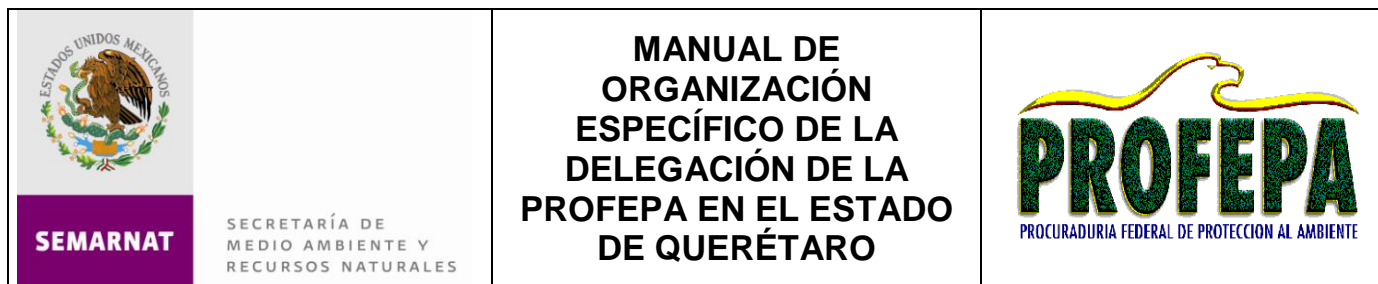 ESTADOS UNIDOS MEXICANOS
SEMARNAT
SECRETARÍA DE
MEDIO AMBIENTE Y
RECURSOS NATURALES
MANUAL DE
ORGANIZACIÓN
ESPECÍFICO DE LA
DELEGACIÓN DE LA
PROFEPA EN EL ESTADO
DE QUERÉTARO
PROFEPA
PROCURADURIA FEDERAL DE PROTECCION AL AMBIENTE